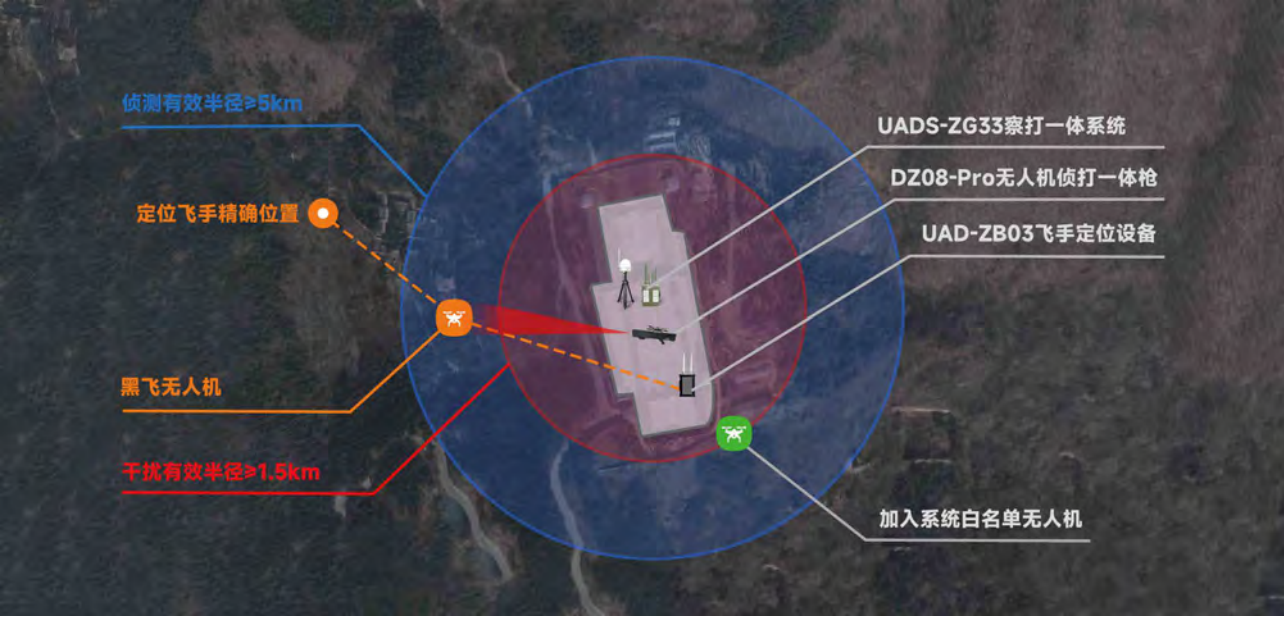 侦测有效半径≥5km
定位飞手精确位置
黑飞无人机
干扰有效半径≥1.5km
UADS-ZG33察打一体系统
DZ08-Pro无人机侦打一体枪
UAD-ZB03飞手定位设备
加入系统白名单无人机